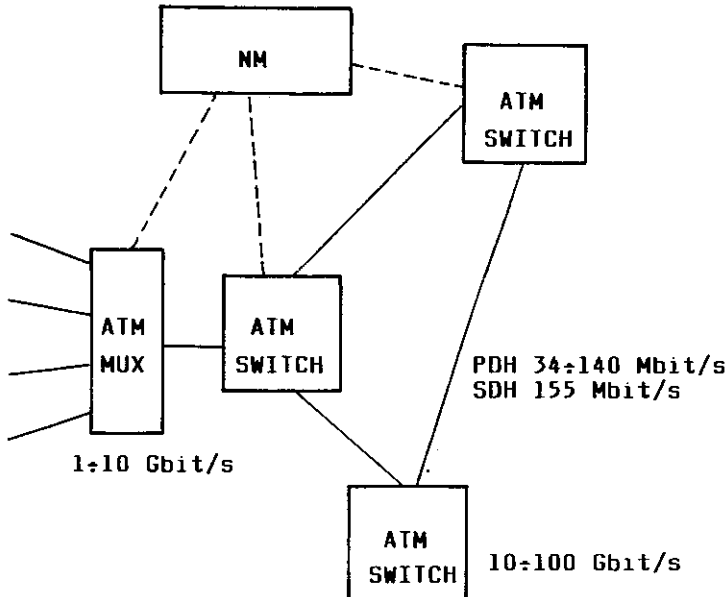 NM
ATM
SWITCH
ATM
MUX
ATM
SWITCH
PDH 34÷140 Mbit/s
SDH 155 Mbit/s
1÷10 Gbit/s
ATM
SWITCH
10÷100 Gbit/s